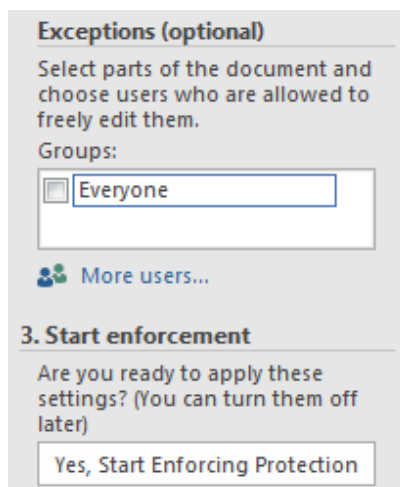 Exceptions (optional)
Select parts of the document and
choose users who are allowed to
freely edit them.
Groups:
Everyone
More users...
3. Start enforcement
Are you ready to apply these
settings? (You can turn them off
later)
Yes, Start Enforcing Protection